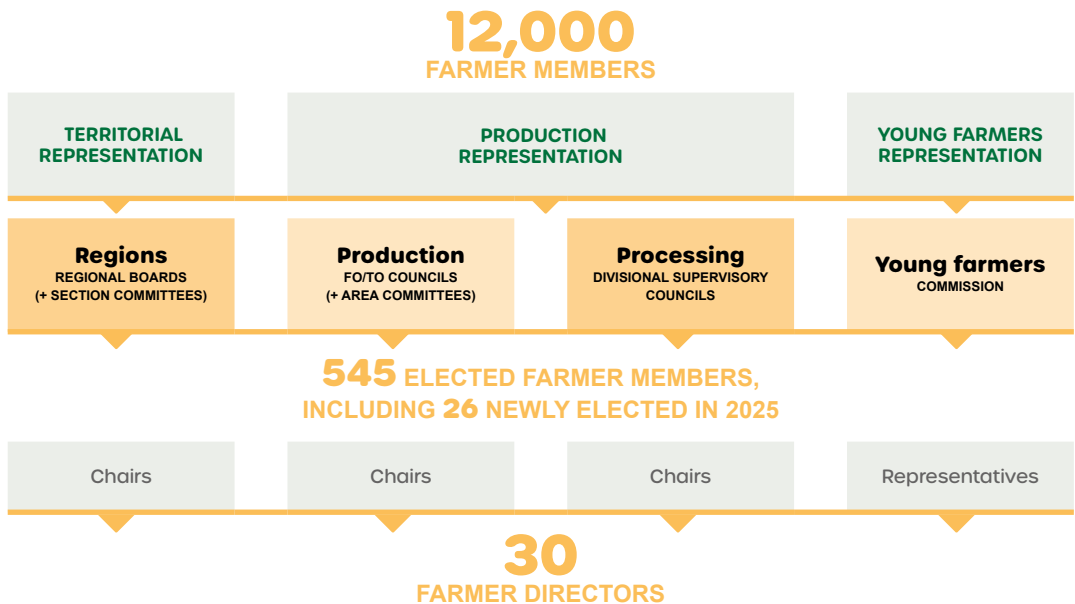 12,000
FARMER MEMBERS
TERRITORIAL
REPRESENTATION
PRODUCTION
REPRESENTATION
YOUNG FARMERS
REPRESENTATION
Regions
REGIONAL BOARDS
(+ SECTION COMMITTEES)
Production
FO/TO COUNCILS
(+ AREA COMMITTEES)
Processing
DIVISIONAL SUPERVISORY
COUNCILS
Young farmers
COMMISSION
545 ELECTED FARMER MEMBERS,
INCLUDING 26 NEWLY ELECTED IN 2025
Chairs
Chairs
Chairs
Representatives
30
FARMER DIRECTORS